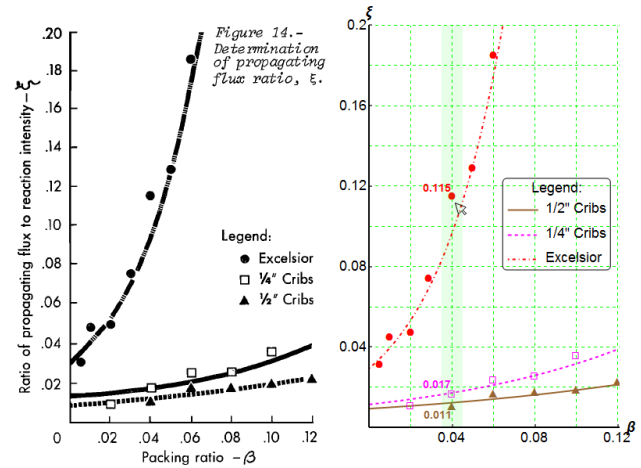 Figure 14.-
Determination
of propagating
flux ratio, ξ.
Ratio of propagating flux to reaction intensity-ξ
.20
.18
.16
.14
.12
.10
.08
.06
.04
.02
0
Legend:
Excelsior
¼" Cribs
½" Cribs
.02 .04 .06 .08 .10 .12
Packing ratio -β
ξ
0.2
0.16
0.12
0.08
0.04
0.115
Legend:
1/2" Cribs
1/4" Cribs
Excelsior
0.017
0.011
0 0.04 0.08 0.12
β